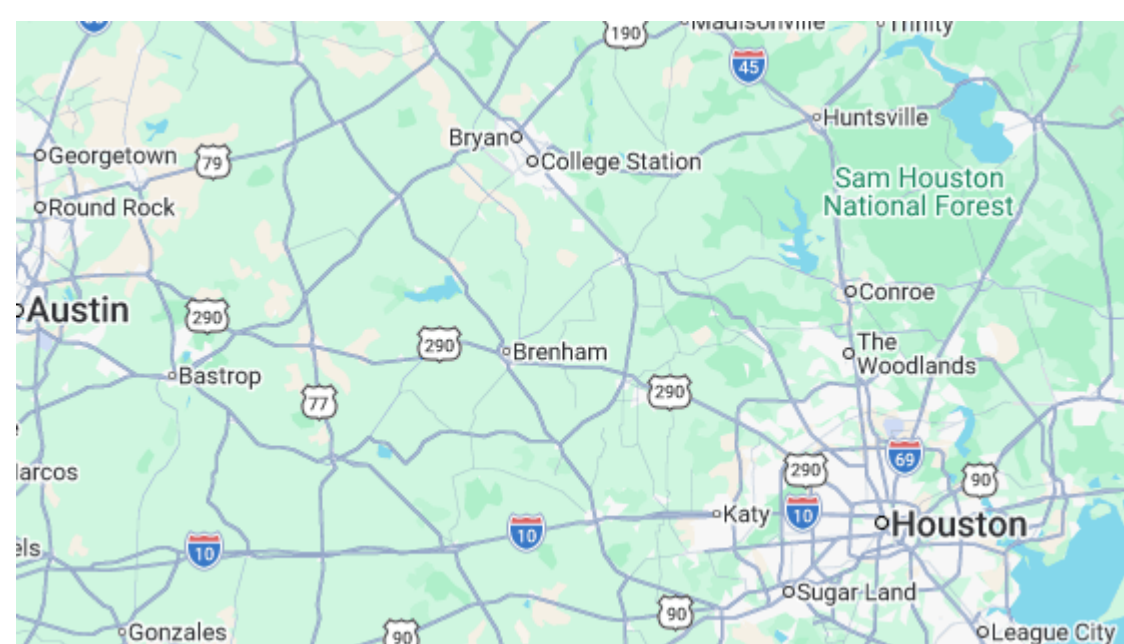 190
Madisonville
Trinity
45
Bryan
Huntsville
Georgetown
79
College Station
Sam Houston
National Forest
Round Rock
Conroe
Austin
290
290
Brenham
The
Woodlands
Bastrop
77
290
69
arcos
290
90
Katy
10
Houston
10
10
els
Sugar Land
90
Gonzales
90
League City